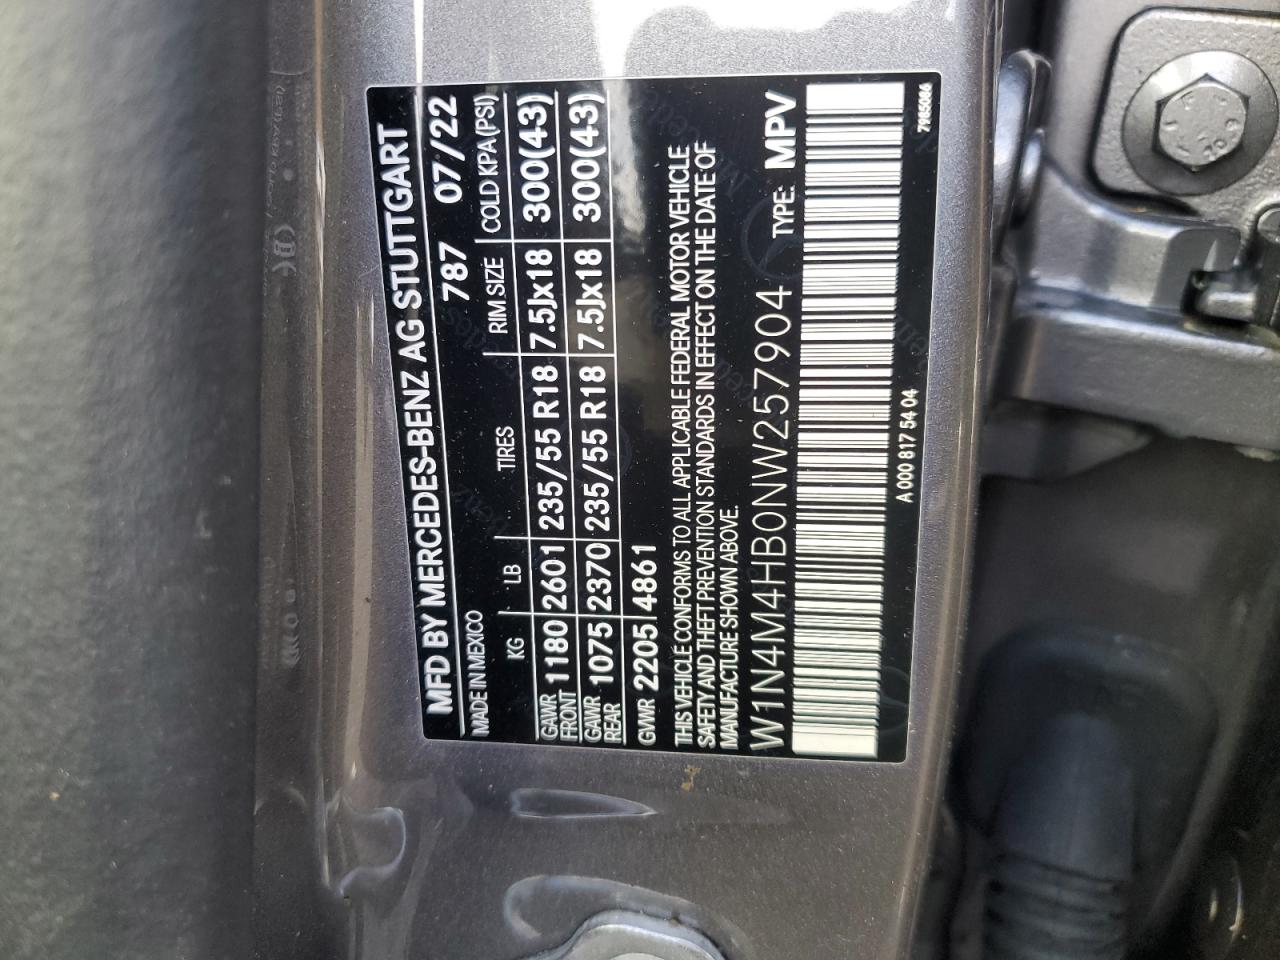 MFD BY MERCEDES-BENZ AG STUTTGART
MADE IN MEXICO 787 07/22
KG LB TIRES RIM SIZE COLD KPA(PSI)
GAWR FRONT 1180 2601 235/55 R18 7.5Jx18 300(43)
GAWR REAR 1075 2370 235/55 R18 7.5Jx18 300(43)
GVWR 2205 4861
THIS VEHICLE CONFORMS TO ALL APPLICABLE FEDERAL MOTOR VEHICLE
SAFETY AND THEFT PREVENTION STANDARDS IN EFFECT ON THE DATE OF
MANUFACTURE SHOWN ABOVE.
W1N4M4HB0NW257904 TYPE: MPV
A 000 817 54 04 7985086